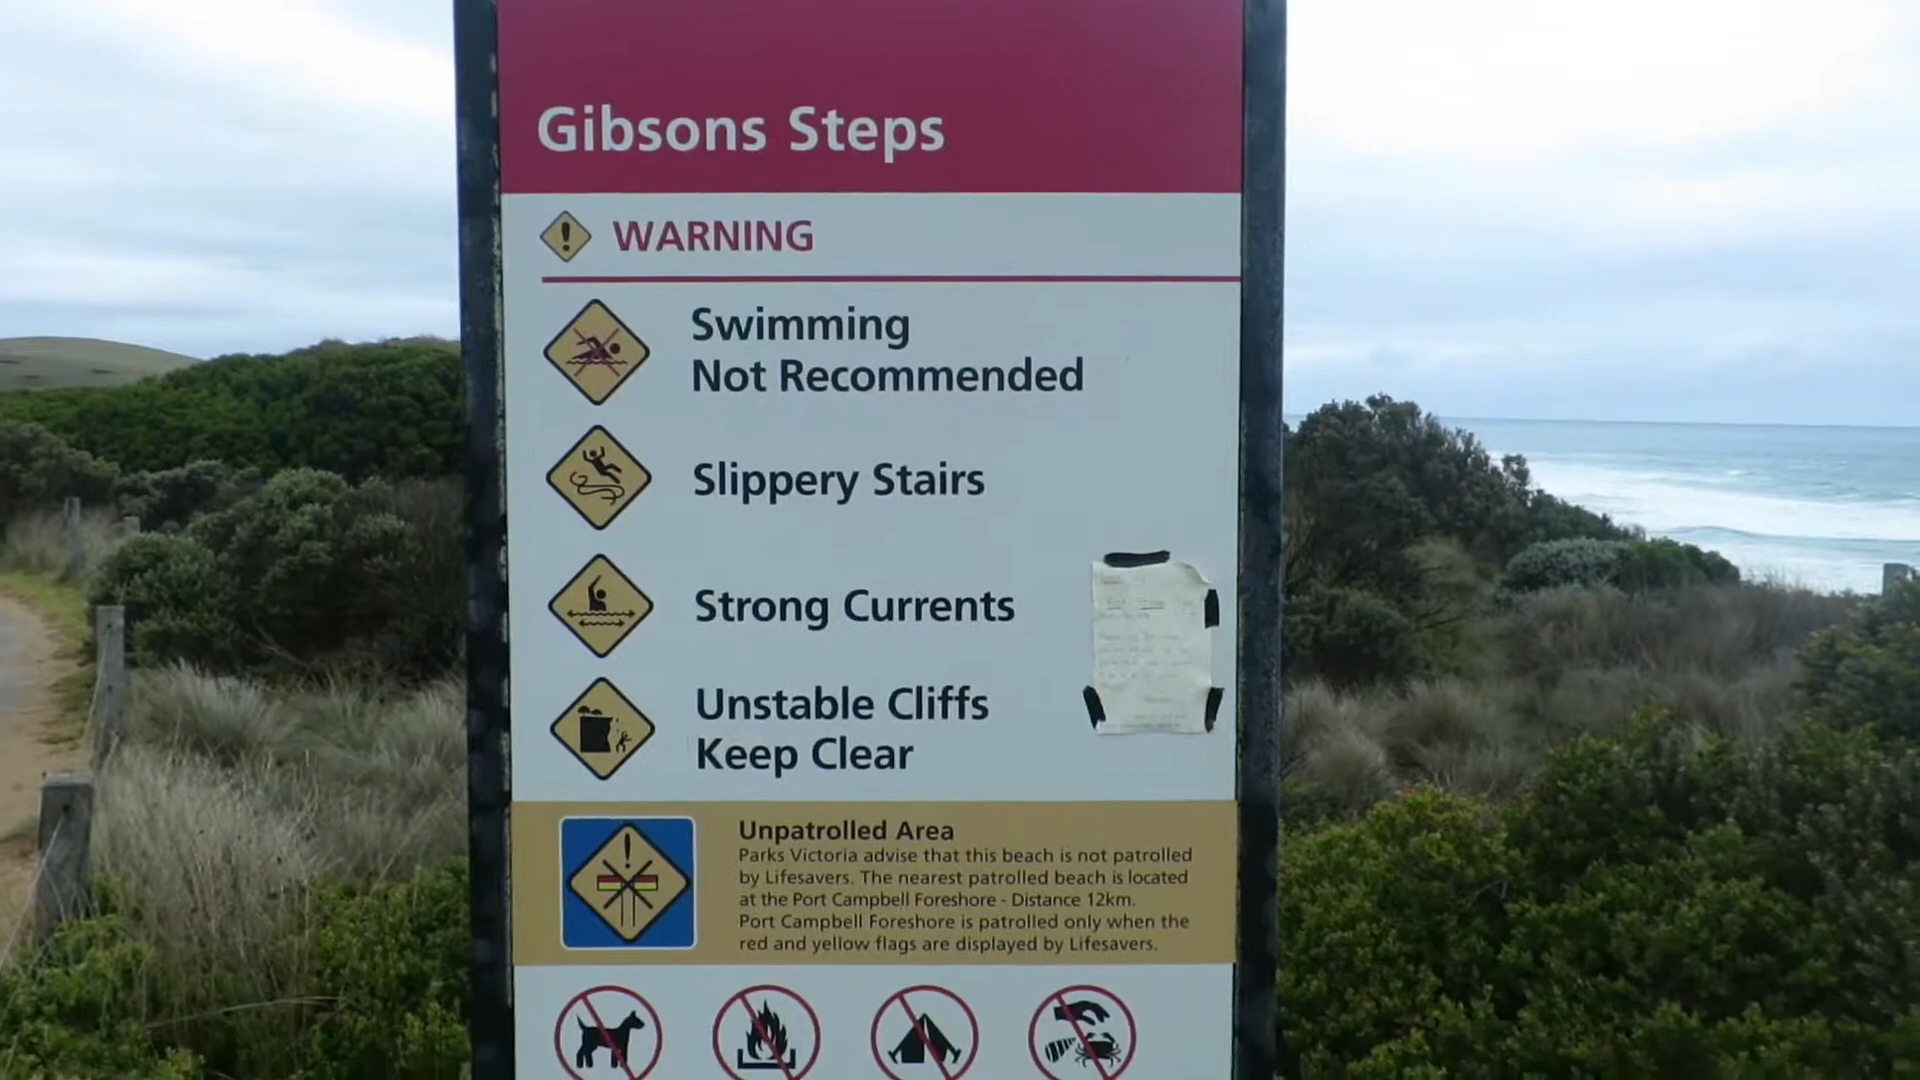 Gibsons Steps
WARNING
Swimming
Not Recommended
Slippery Stairs
Strong Currents
Unstable Cliffs
Keep Clear
Unpatrolled Area
Parks Victoria advise that this beach is not patrolled
by Lifesavers. The nearest patrolled beach is located
at the Port Campbell Foreshore - Distance 12km.
Port Campbell Foreshore is patrolled only when the
red and yellow flags are displayed by Lifesavers.